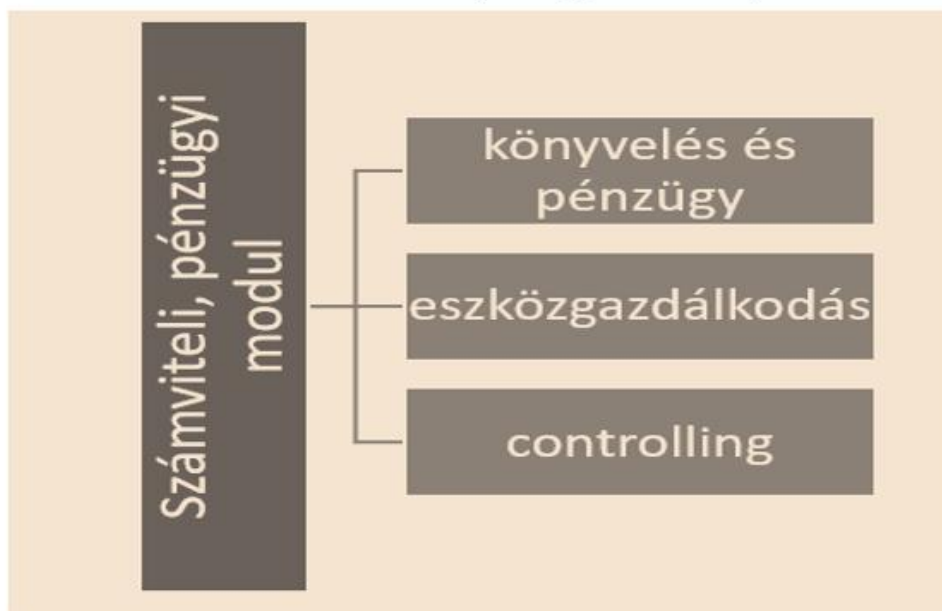 Számviteli, pénzügyi
modul
könyvelés és
pénzügy
eszközgazdálkodás
controlling